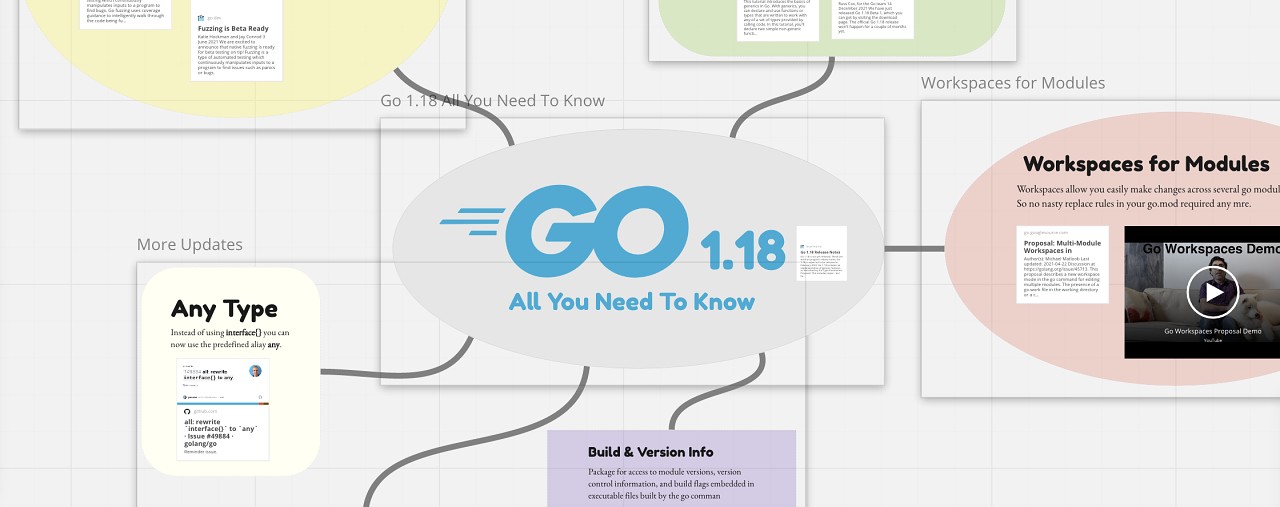 manipulates inputs to a
program to find bugs. Go
fuzzing uses coverage
guidance to intelligently walk through
the code being fu...
go.dev
Fuzzing is Beta Ready
Katie Hockman and Jay Conrod 3
June 2021 We are excited to
announce that native fuzzing is ready
for beta testing on tip! Fuzzing is a
type of automated testing which
continuously manipulates inputs to a
program to find issues such as panics
or bugs.
This tutorial introduces the basics of
generics in Go. With generics, you
can declare and use functions or
types that are written to work with
any of a set of types provided by
calling code. In this tutorial, you'll
declare two simple non-generic
functi...
Russ Cox, for the Go team 14
December 2021 We have just
released Go 1.18 Beta 1, which you
can get by visiting the download
page. The official Go 1.18 release
won't happen for a couple of months
yet.
Go 1.18 All You Need To Know
Workspaces for Modules
GO 1.18
All You Need To Know
Go 1.18 Release Notes
Workspaces for Modules
Workspaces allow you easily make changes across several go modul
So no nasty replace rules in your go.mod required any mre.
go.googlesource.com
Proposal: Multi-Module
Workspaces in
Author(s): Michael Matloob Last
updated: 2021-04-22 Discussion at
https://golang.org/issue/45713. This
proposal describes a new workspace
mode in the go command for editing
multiple modules. The presence of a
go.work file in the working directory
or a c...
Go Workspaces Demo
Go Workspaces Proposal Demo
YouTube
More Updates
Any Type
Instead of using interface{} you can
now use the predefined aliay any.
all: rewrite
interface{} to any
github.com
all: rewrite
`interface{}` to `any`
· Issue #49884 ·
golang/go
Reminder issue.
Build & Version Info
Package for access to module versions, version
control information, and build flags embedded in
executable files built by the go comman